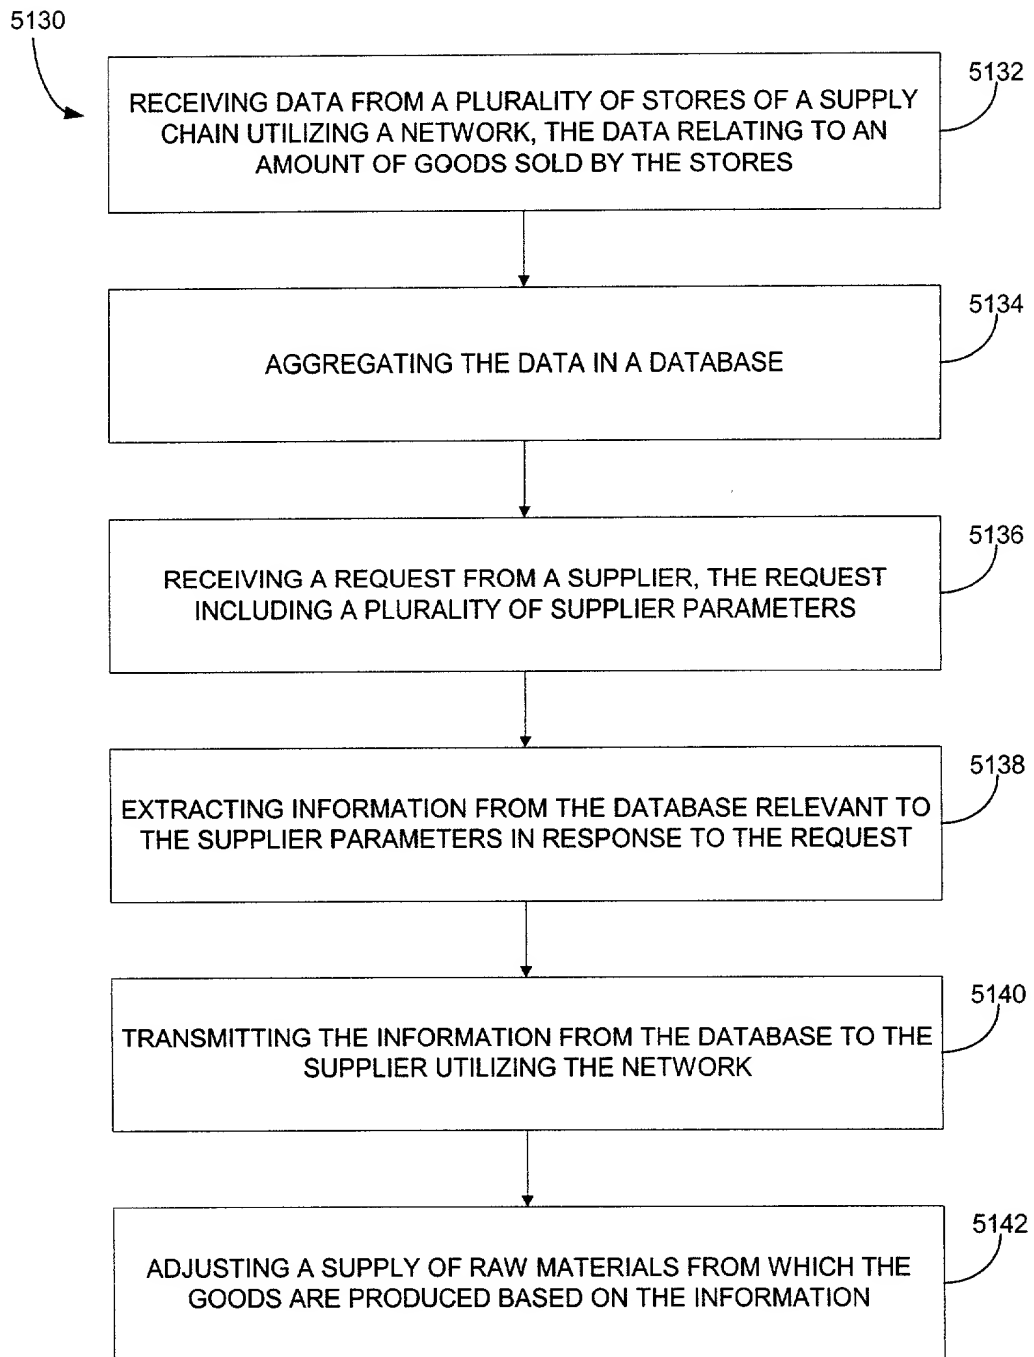 5130
5132
RECEIVING DATA FROM A PLURALITY OF STORES OF A SUPPLY
CHAIN UTILIZING A NETWORK, THE DATA RELATING TO AN
AMOUNT OF GOODS SOLD BY THE STORES
5134
AGGREGATING THE DATA IN A DATABASE
5136
RECEIVING A REQUEST FROM A SUPPLIER, THE REQUEST
INCLUDING A PLURALITY OF SUPPLIER PARAMETERS
5138
EXTRACTING INFORMATION FROM THE DATABASE RELEVANT TO
THE SUPPLIER PARAMETERS IN RESPONSE TO THE REQUEST
5140
TRANSMITTING THE INFORMATION FROM THE DATABASE TO THE
SUPPLIER UTILIZING THE NETWORK
5142
ADJUSTING A SUPPLY OF RAW MATERIALS FROM WHICH THE
GOODS ARE PRODUCED BASED ON THE INFORMATION